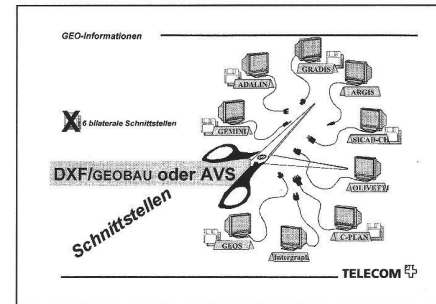 GEO-Informationen
GRADIS
ADALIN
ARGIS
X 6 bilaterale Schnittstellen
GEMINI
SICAD-CH
DXF/GEOBAU oder AVS
OLIVETTI
Schnittstellen
GEOS
Intergraph
C-PLAN
TELECOM